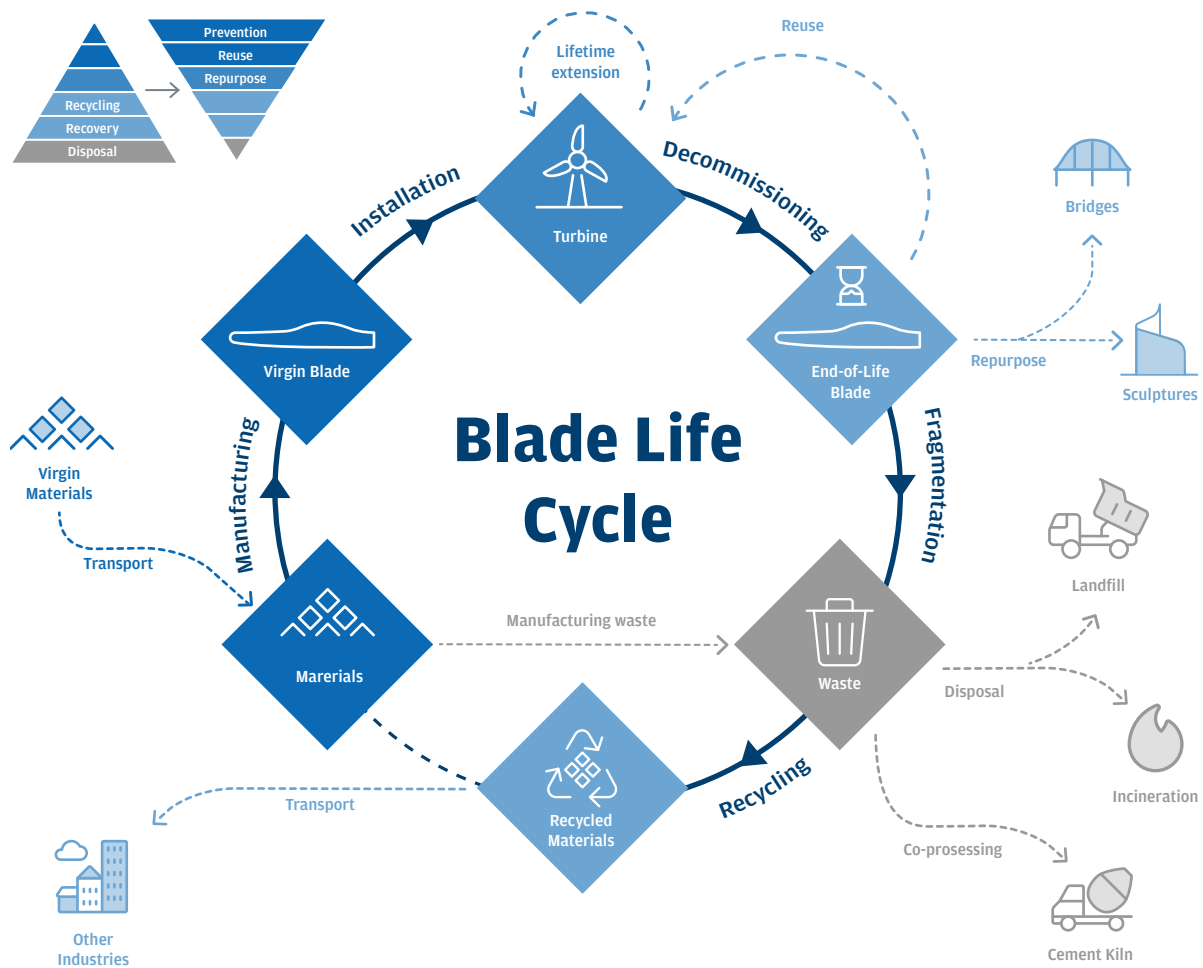 Prevention
Reuse
Repurpose
Recycling
Recovery
Disposal
Lifetime
extension
Reuse
Turbine
Installation
Decommissioning
Virgin Blade
End-of-Life
Blade
Bridges
Repurpose
Sculptures
Blade Life
Cycle
Manufacturing
Fragmentation
Virgin
Materials
Transport
Marerials
Manufacturing waste
Waste
Landfill
Disposal
Incineration
Recycling
Co-prosessing
Cement Kiln
Recycled
Materials
Transport
Other
Industries